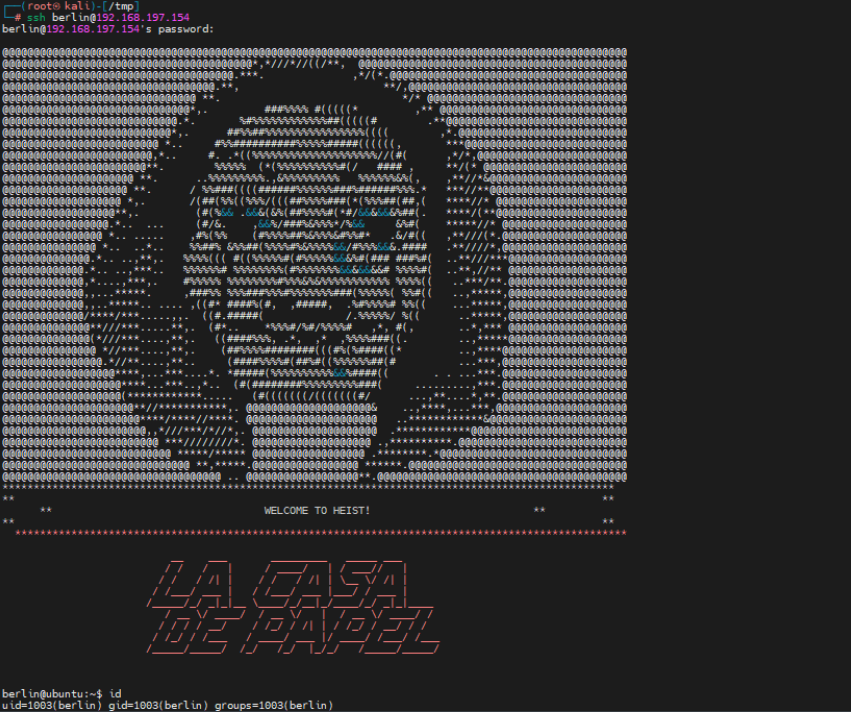 ┌──(root㉿kali)-[/tmp]
└─# ssh berlin@192.168.197.154
berlin@192.168.197.154's password:
WELCOME TO HEIST!
LA CASA
DE PAPEL
berlin@ubuntu:~$ id
uid=1003(berlin) gid=1003(berlin) groups=1003(berlin)